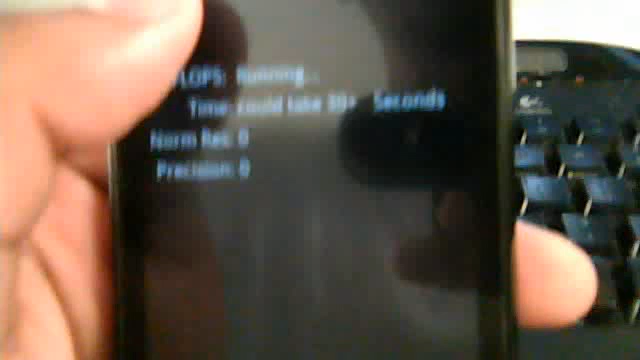 FLOPS: Running..
Time: could take 30+ Seconds
Norm Res: 0
Precision: 0